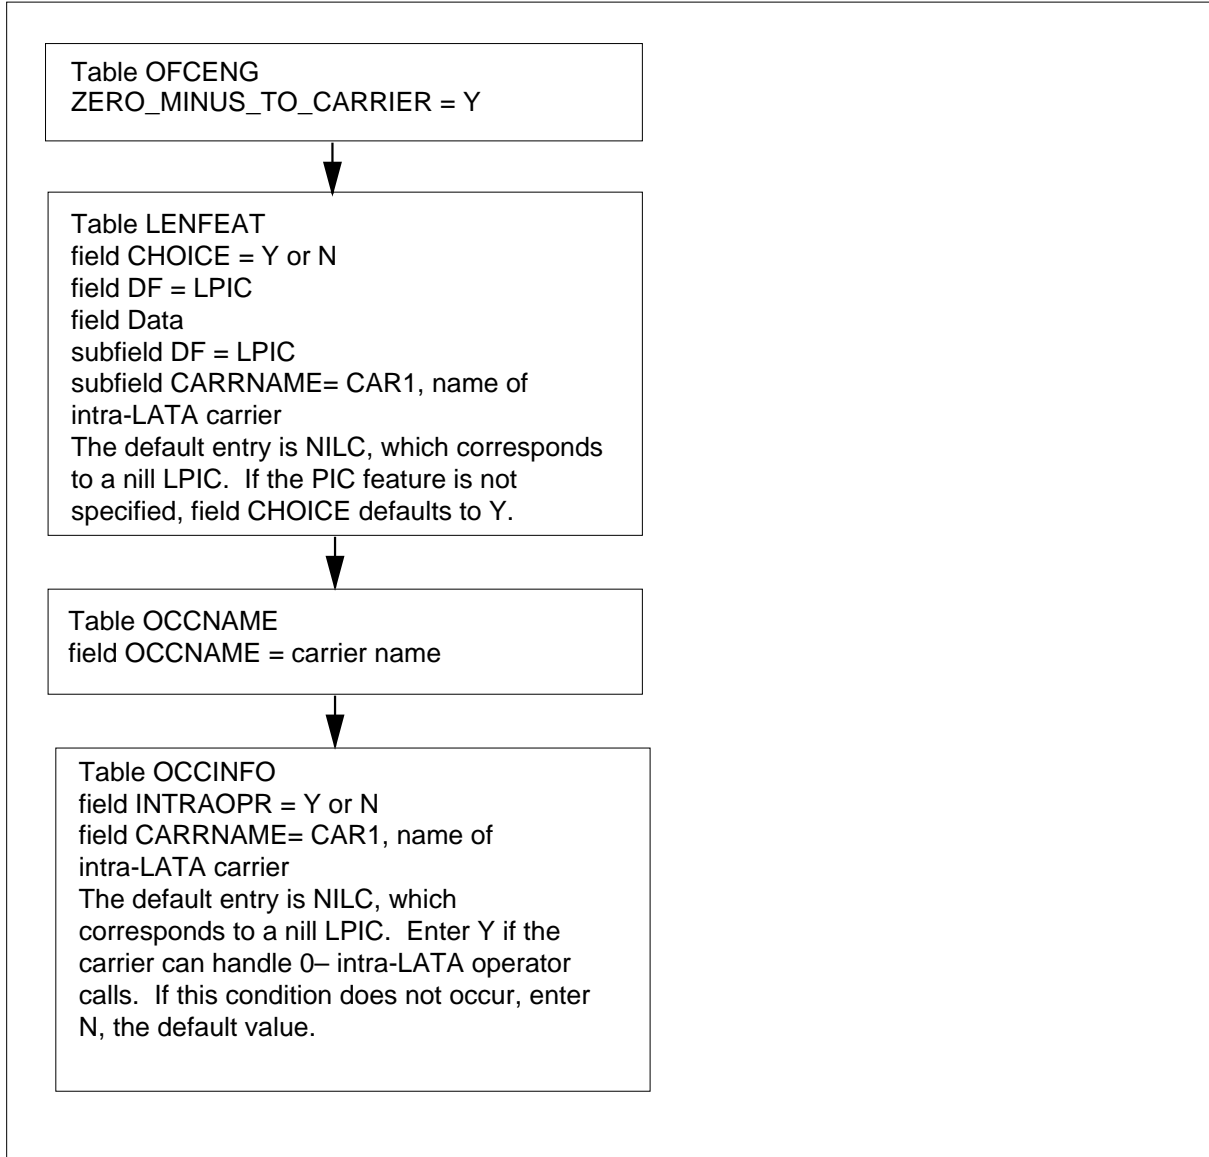 Table OFCENG
ZERO_MINUS_TO_CARRIER = Y
Table LENFEAT
field CHOICE = Y or N
field DF = LPIC
field Data
subfield DF = LPIC
subfield CARRNAME= CAR1, name of
intra-LATA carrier
The default entry is NILC, which corresponds
to a nill LPIC.  If the PIC feature is not
specified, field CHOICE defaults to Y.
Table OCCNAME
field OCCNAME = carrier name
Table OCCINFO
field INTRAOPR = Y or N
field CARRNAME= CAR1, name of
intra-LATA carrier
The default entry is NILC, which
corresponds to a nill LPIC.  Enter Y if the
carrier can handle 0– intra-LATA operator
calls.  If this condition does not occur, enter
N, the default value.